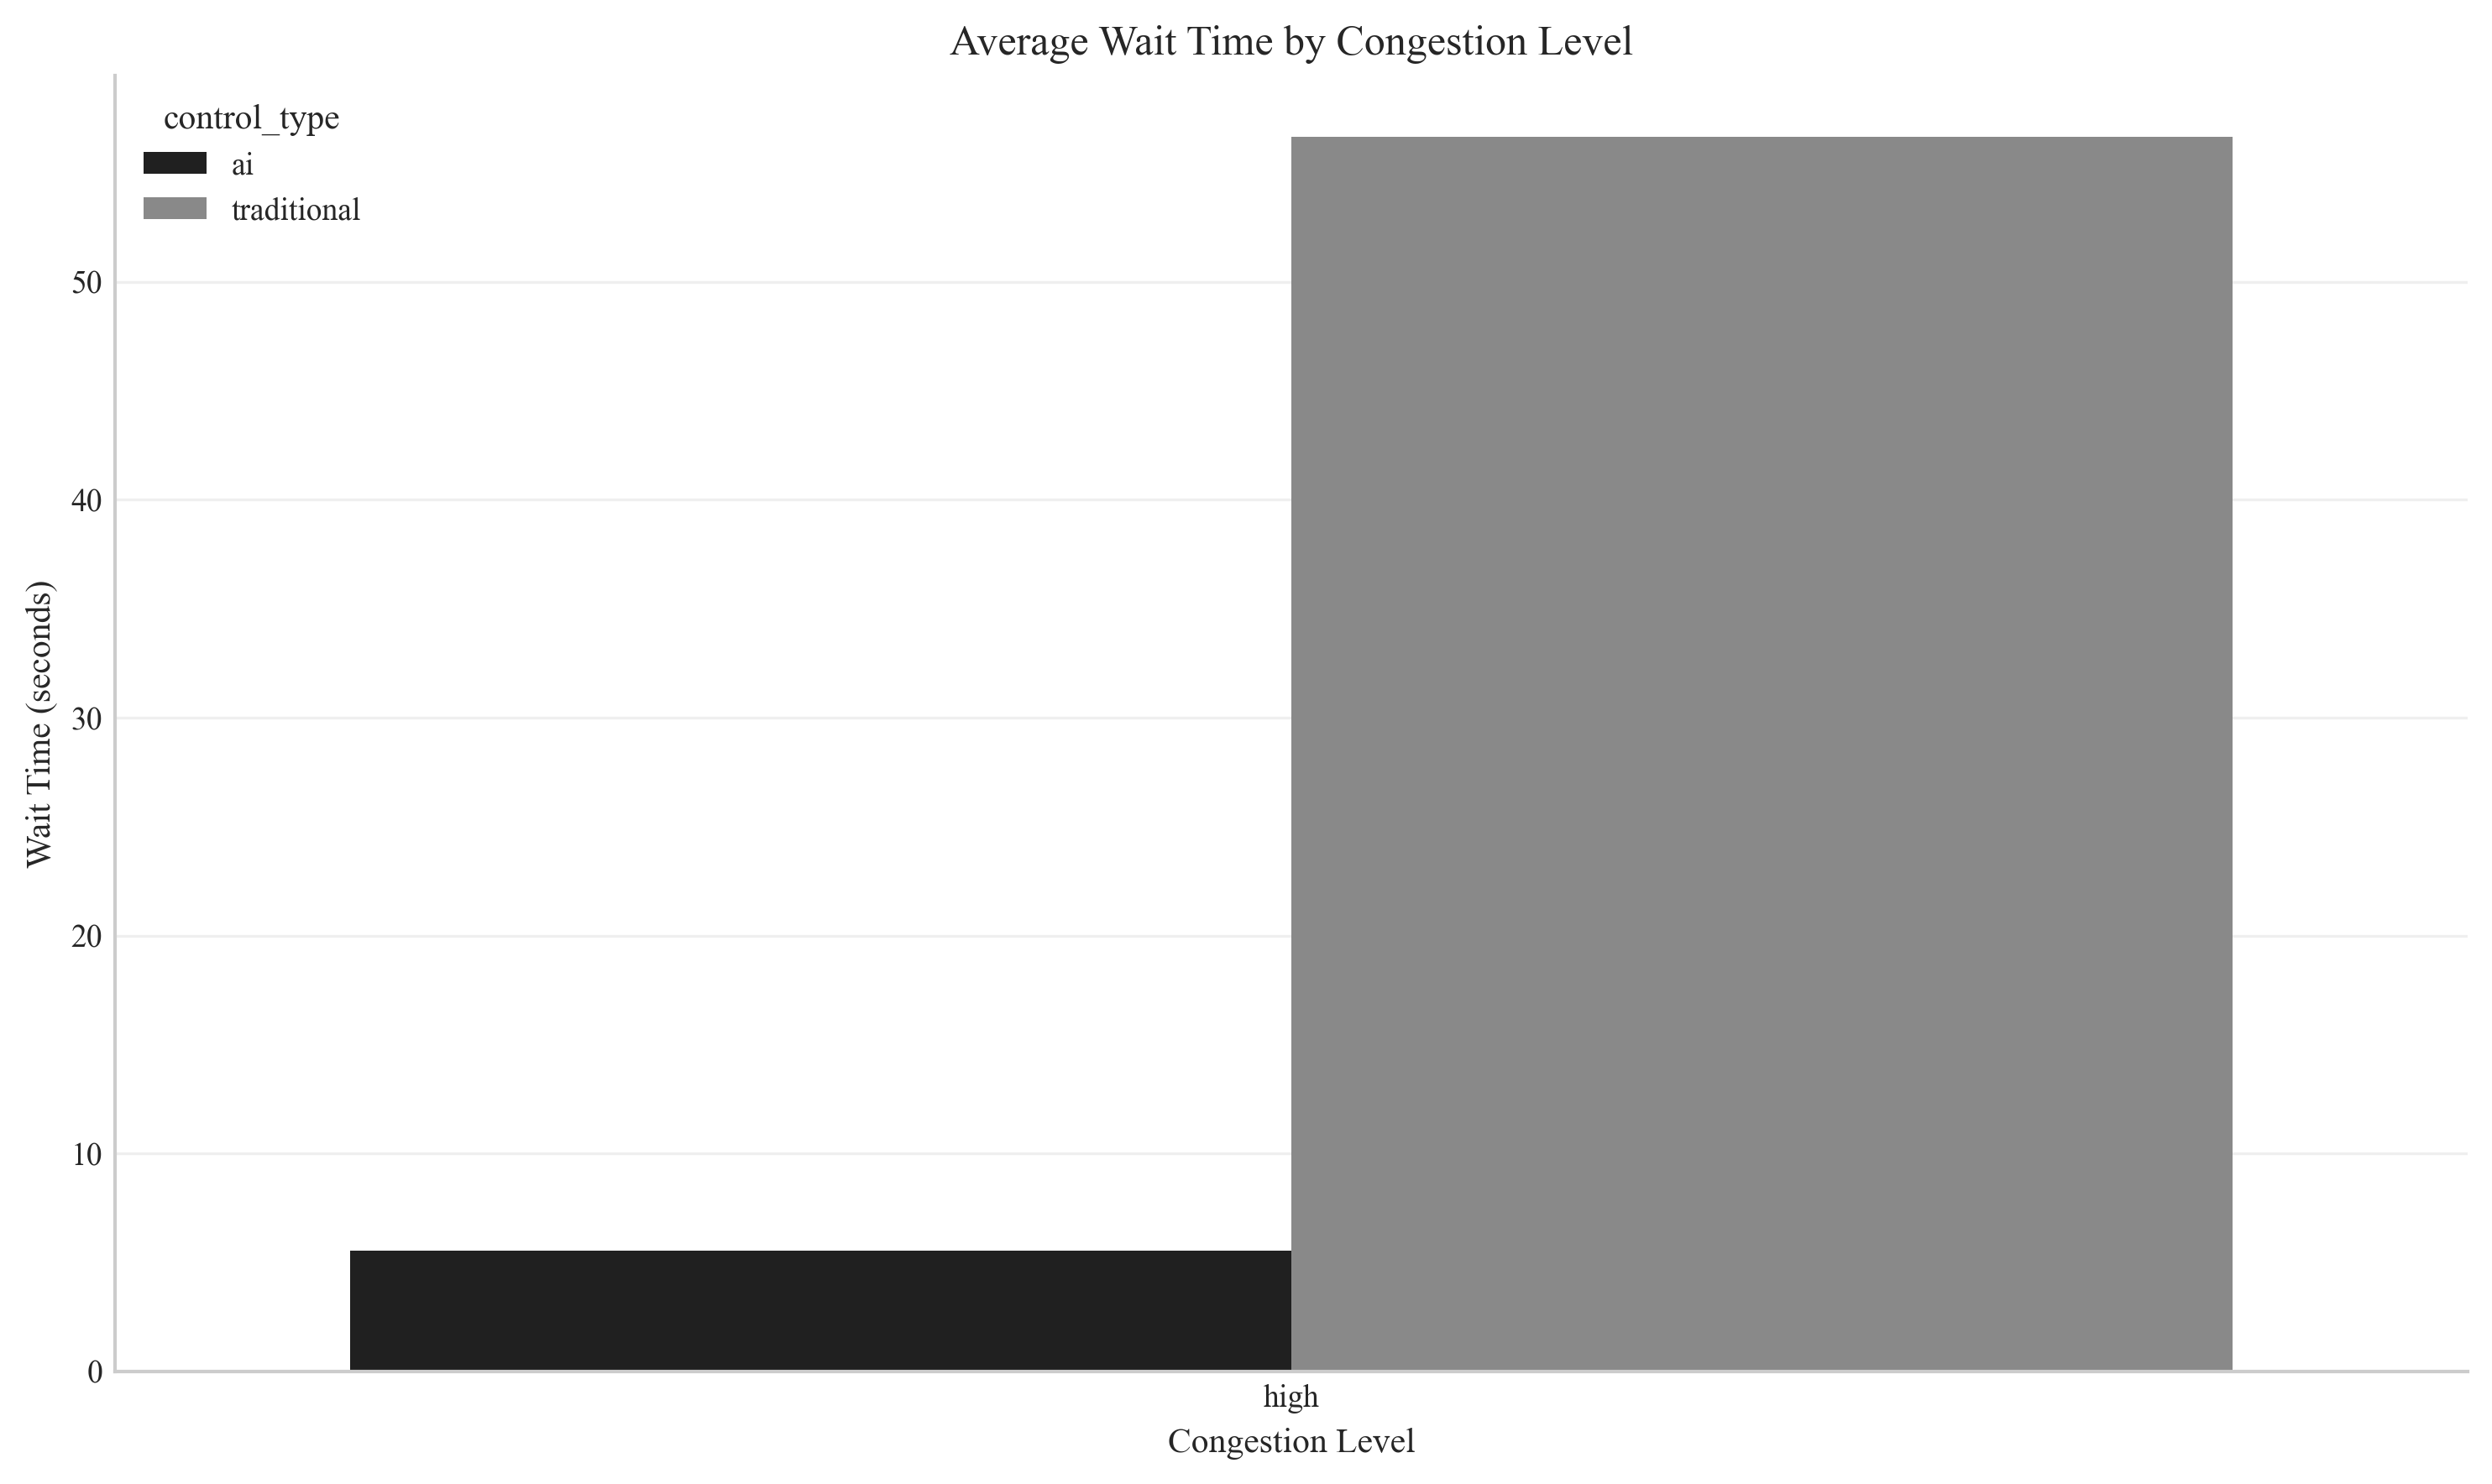 Average Wait Time by Congestion Level
control_type
ai
traditional
50
40
30
20
10
0
Wait Time (seconds)
high
Congestion Level